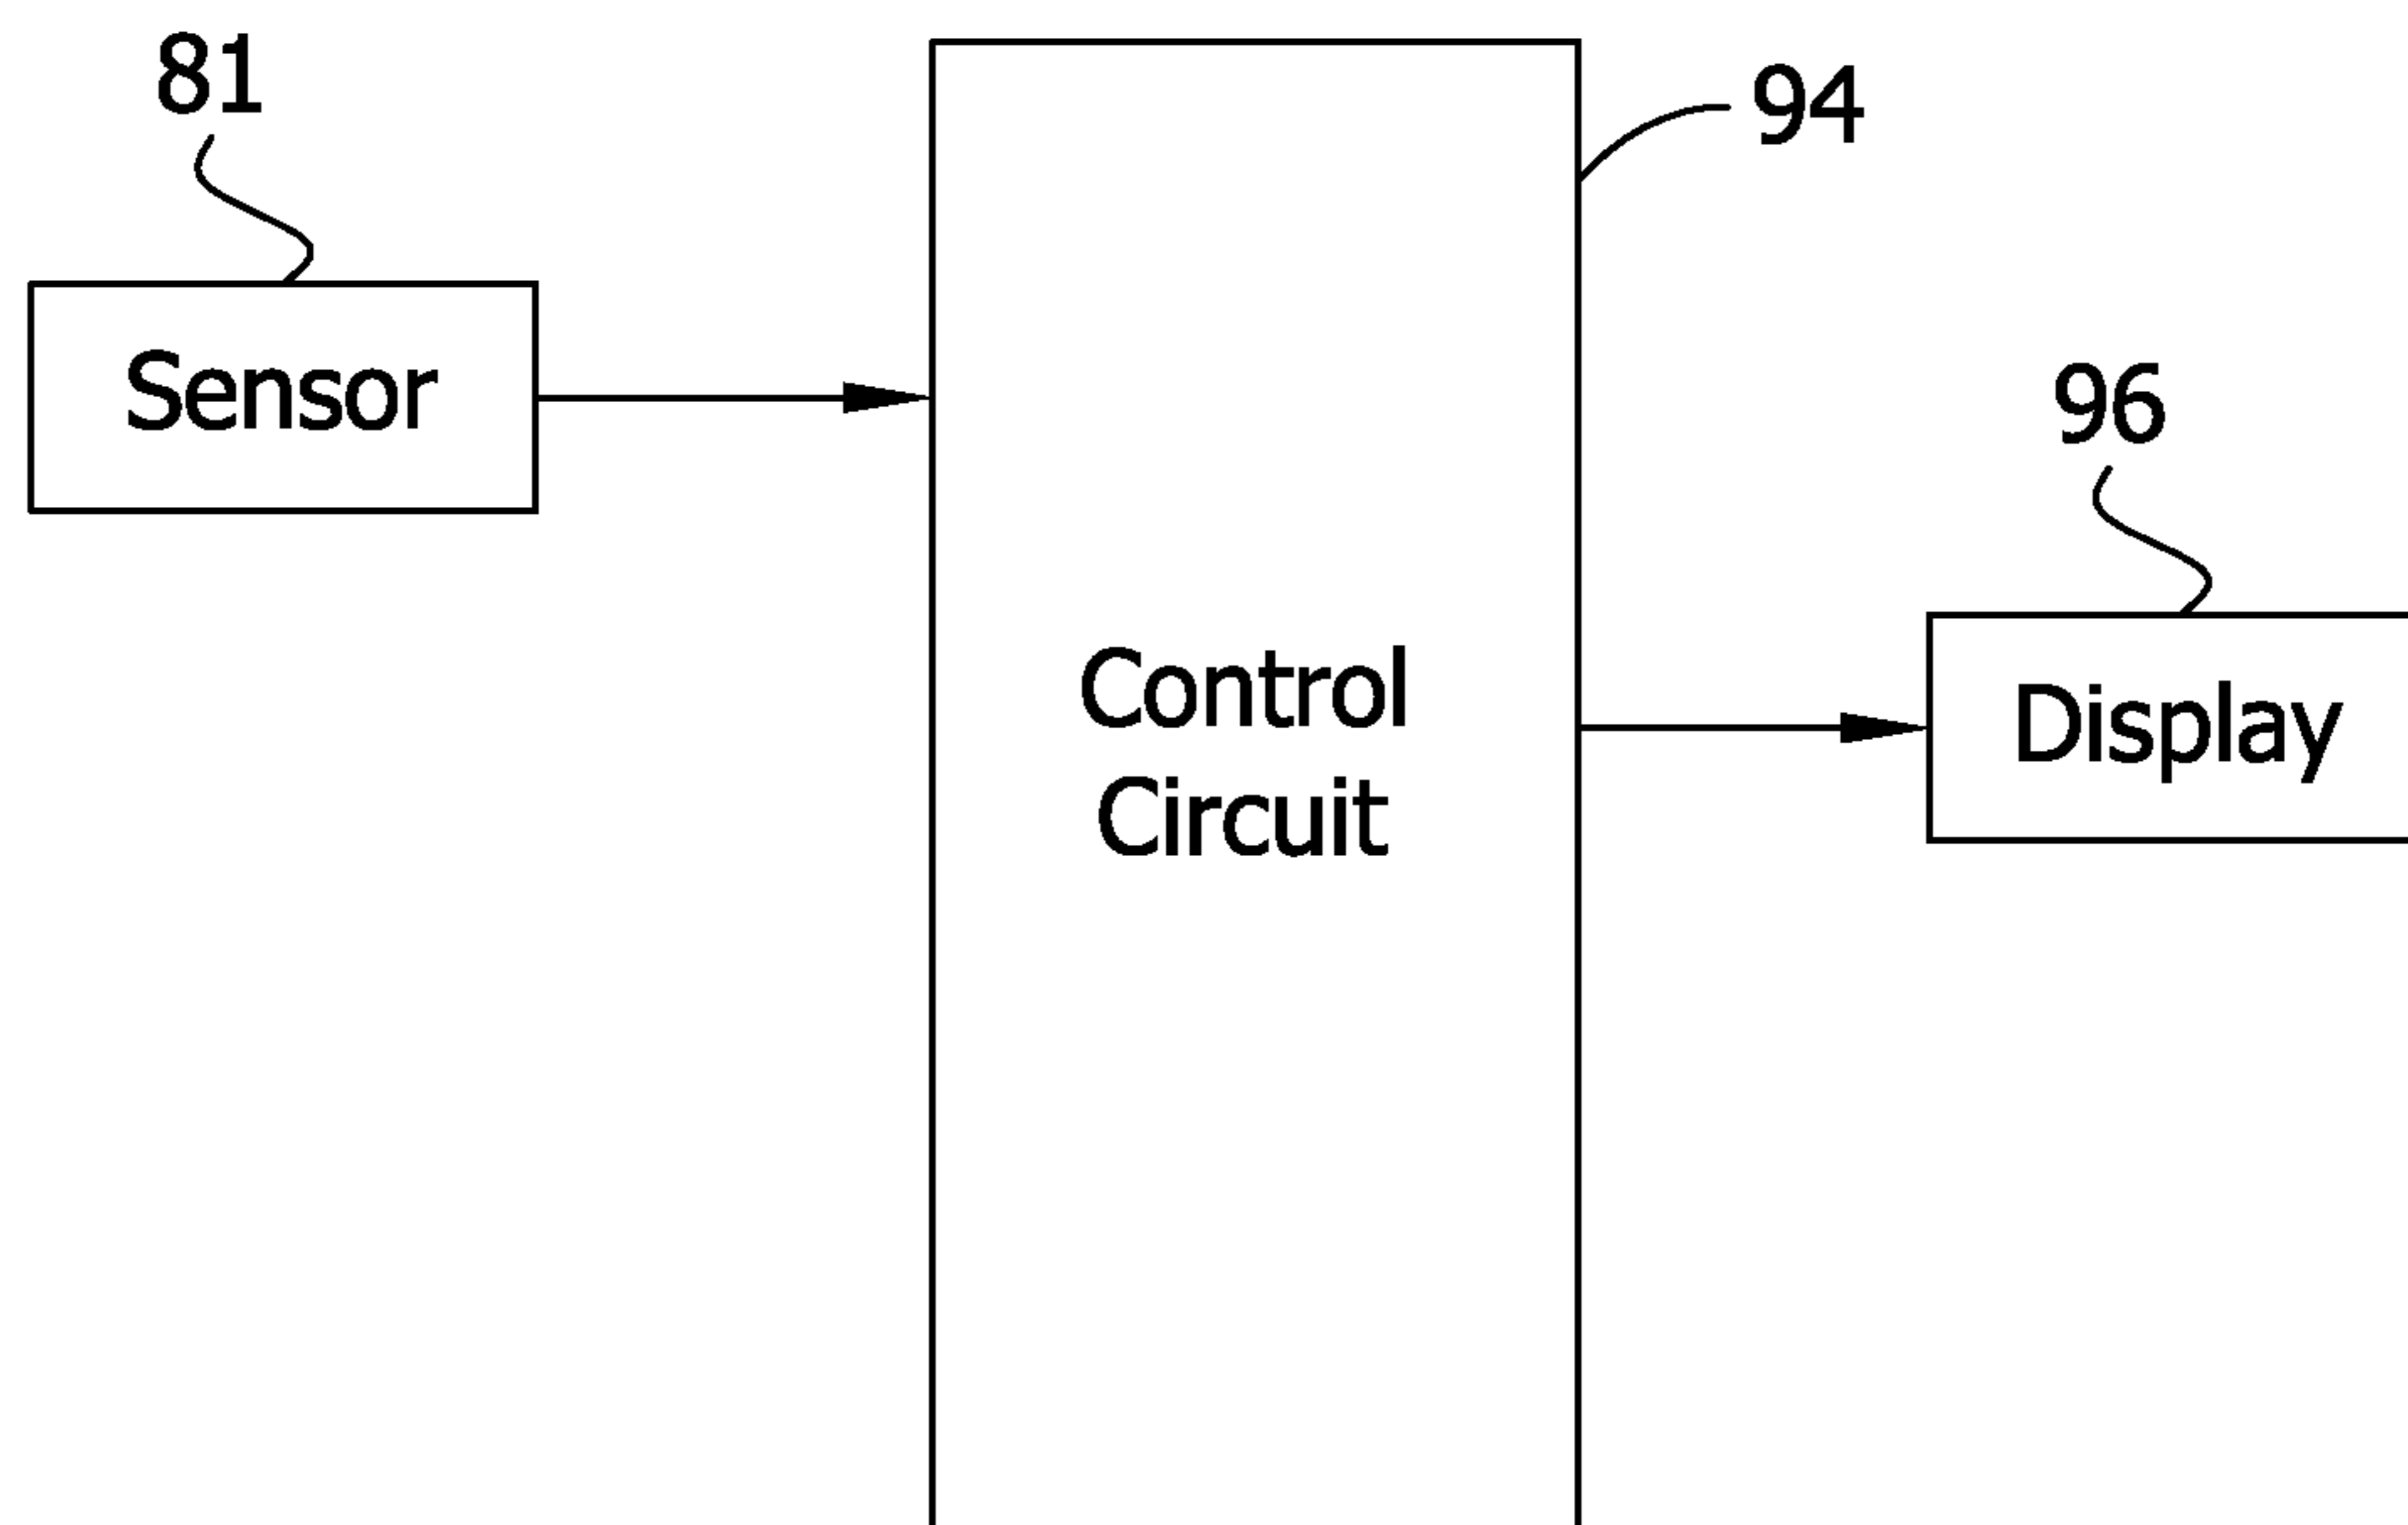 81
94
Sensor
96
Control
Circuit
Display